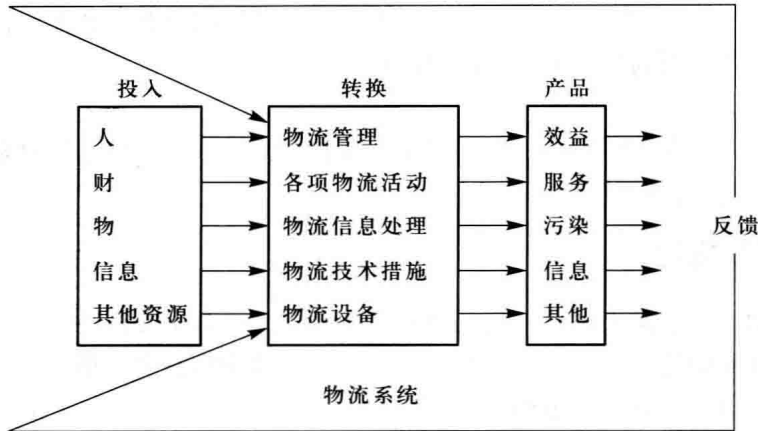 投入
转换
产品
人
物流管理
效益
财
各项物流活动
服务
物
物流信息处理
污染
反馈
信息
物流技术措施
信息
其他资源
物流设备
其他
物流系统